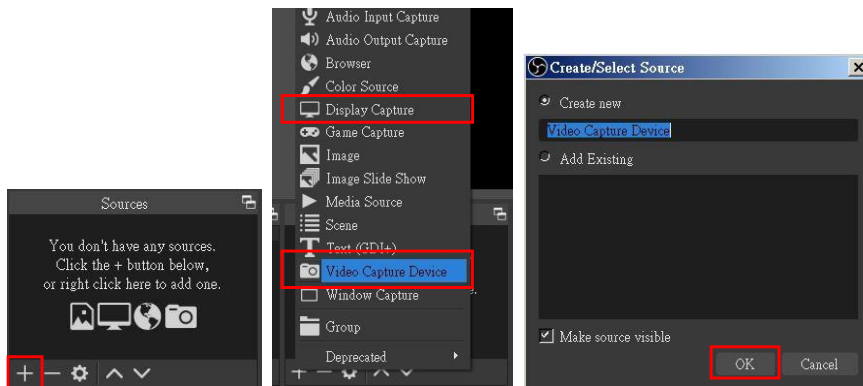 Sources
You don't have any sources.
Click the + button below,
or right click here to add one.
Audio Input Capture
Audio Output Capture
Browser
Color Source
Display Capture
Game Capture
Image
Image Slide Show
Media Source
Scene
Text (GDI+)
Video Capture Device
Window Capture
Group
Deprecated
Create/Select Source
Create new
Video Capture Device
Add Existing
Make source visible
OK Cancel